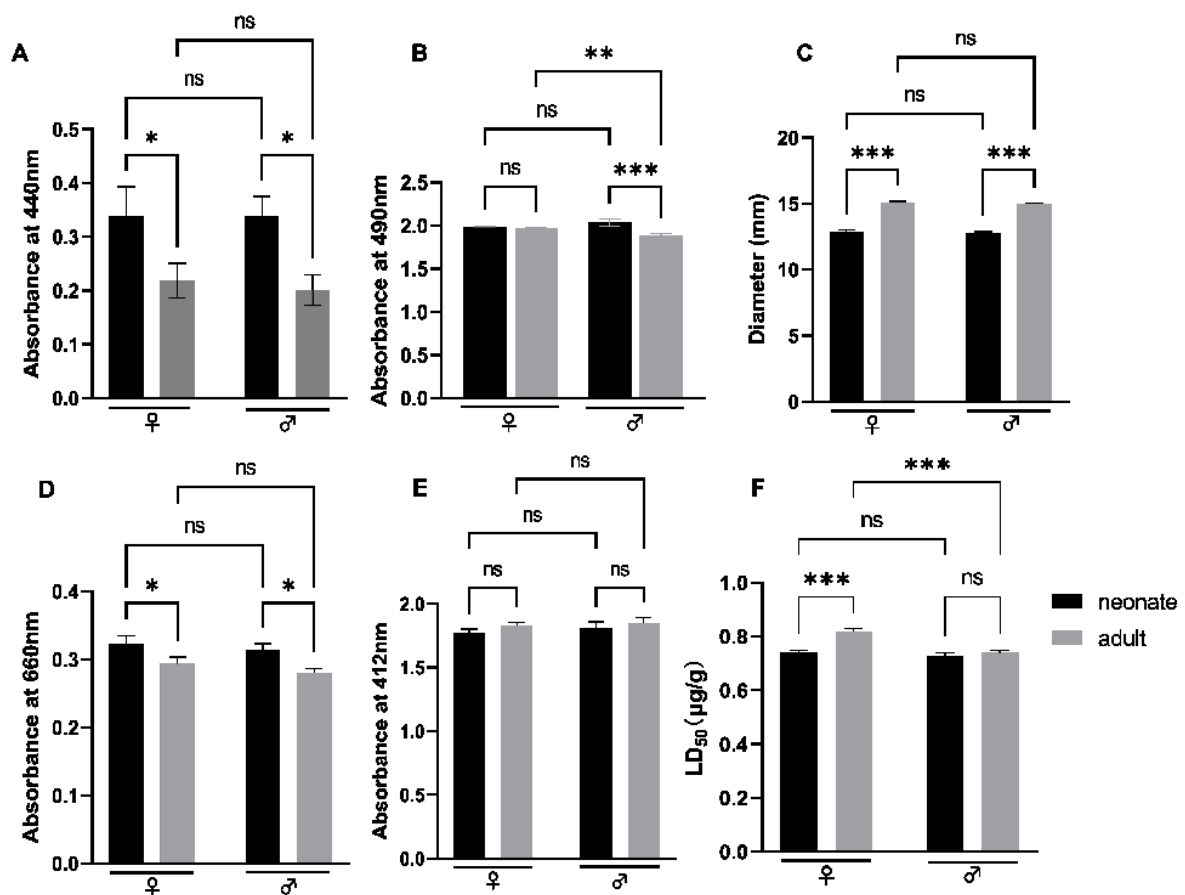 A
ns
ns
*
*
Absorbance at 440nm
0.5
0.4
0.3
0.2
0.1
0.0
♀
♂
B
**
ns
ns
***
Absorbance at 490nm
2.5
2.0
1.5
1.0
0.5
0.0
♀
♂
C
ns
ns
***
***
Diameter (mm)
20
15
10
5
0
♀
♂
D
ns
ns
*
*
Absorbance at 660nm
0.4
0.3
0.2
0.1
0.0
♀
♂
E
ns
ns
ns
ns
Absorbance at 412nm
2.0
1.5
1.0
0.5
0.0
♀
♂
F
***
ns
***
ns
LD50 (μg/g)
1.0
0.8
0.6
0.4
0.2
0.0
♀
♂
neonate
adult